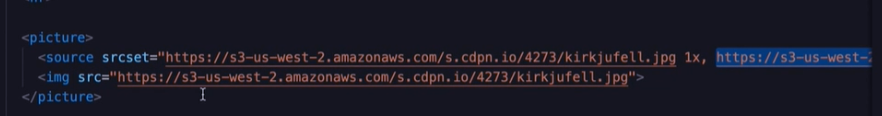 <picture>
<source srcset="https://s3-us-west-2.amazonaws.com/s.cdpn.io/4273/kirkjufell.jpg 1x, https://s3-us-west-
<img src="https://s3-us-west-2.amazonaws.com/s.cdpn.io/4273/kirkjufell.jpg">
</picture>